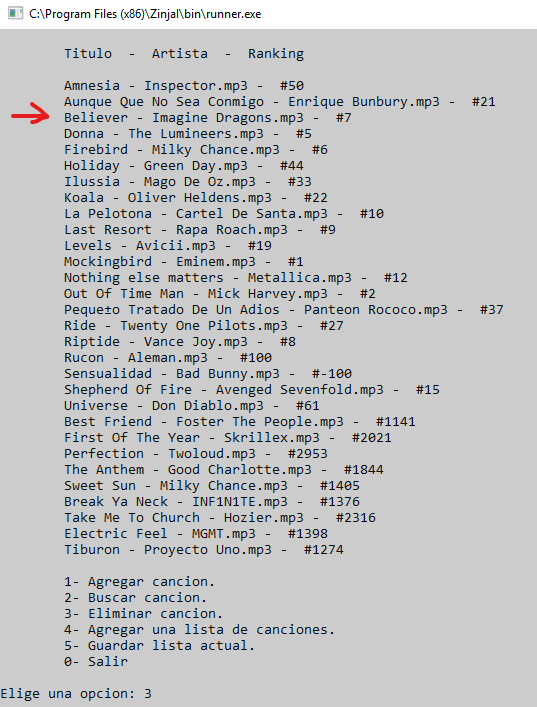 C:\Program Files (x86)\Zinjal\bin\runner.exe
Titulo  -  Artista  -  Ranking
Amnesia - Inspector.mp3 -  #50
Aunque Que No Sea Conmigo - Enrique Bunbury.mp3 -  #21
Believer - Imagine Dragons.mp3 -  #7
Donna - The Lumineers.mp3 -  #5
Firebird - Milky Chance.mp3 -  #6
Holiday - Green Day.mp3 -  #44
Ilussia - Mago De Oz.mp3 -  #33
Koala - Oliver Heldens.mp3 -  #22
La Pelotona - Cartel De Santa.mp3 -  #10
Last Resort - Rapa Roach.mp3 -  #9
Levels - Avicii.mp3 -  #19
Mockingbird - Eminem.mp3 -  #1
Nothing else matters - Metallica.mp3 -  #12
Out Of Time Man - Mick Harvey.mp3 -  #2
Peque±o Tratado De Un Adios - Panteon Rococo.mp3 -  #37
Ride - Twenty One Pilots.mp3 -  #27
Riptide - Vance Joy.mp3 -  #8
Rucon - Aleman.mp3 -  #100
Sensualidad - Bad Bunny.mp3 -  #-100
Shepherd Of Fire - Avenged Sevenfold.mp3 -  #15
Universe - Don Diablo.mp3 -  #61
Best Friend - Foster The People.mp3 -  #1141
First Of The Year - Skrillex.mp3 -  #2021
Perfection - Twoloud.mp3 -  #2953
The Anthem - Good Charlotte.mp3 -  #1844
Sweet Sun - Milky Chance.mp3 -  #1405
Break Ya Neck - INF1N1TE.mp3 -  #1376
Take Me To Church - Hozier.mp3 -  #2316
Electric Feel - MGMT.mp3 -  #1398
Tiburon - Proyecto Uno.mp3 -  #1274
1- Agregar cancion.
2- Buscar cancion.
3- Eliminar cancion.
4- Agregar una lista de canciones.
5- Guardar lista actual.
0- Salir
Elige una opcion: 3